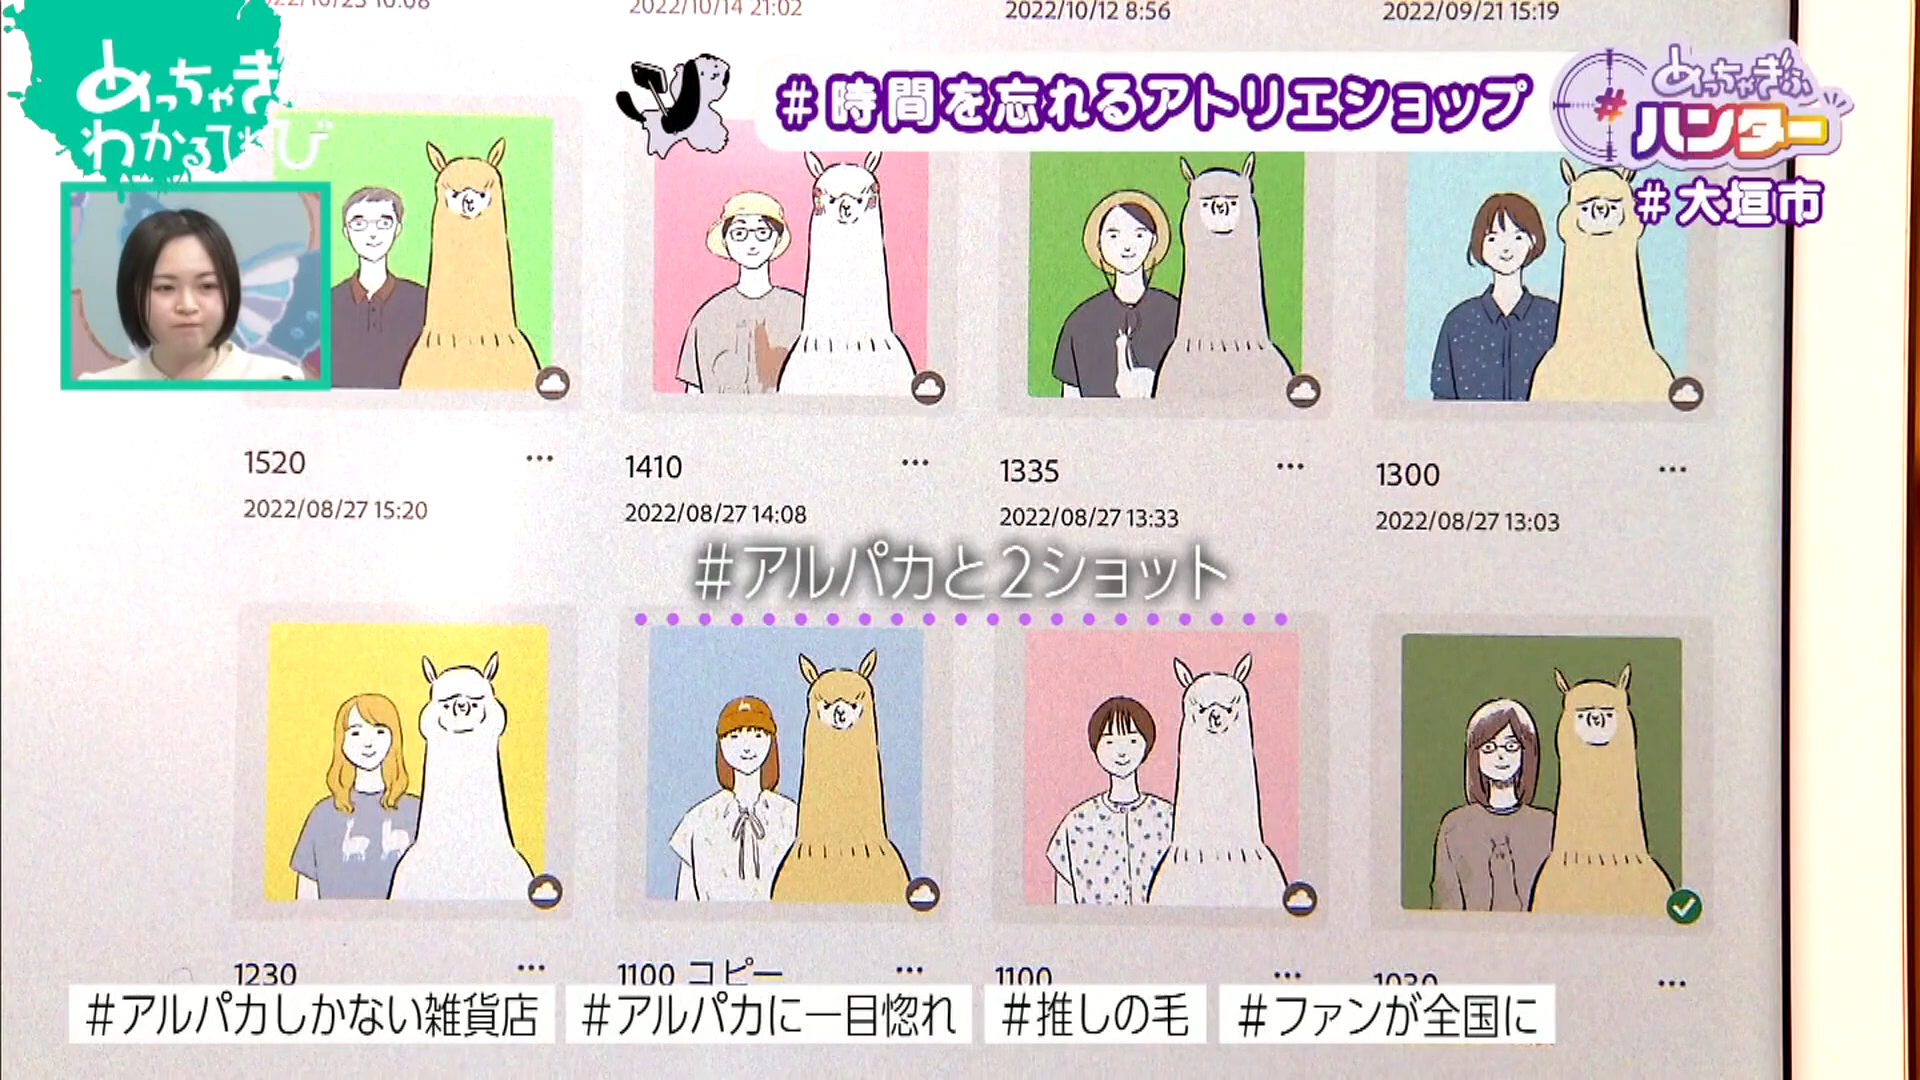 2022/10/14 21:02
2022/10/12 8:56
2022/09/21 15:19
めっちゃぎ
わかるTV
#時間を忘れるアトリエショップ
めっちゃぎふ
#ハンター
#大垣市
1520
1410
1335
1300
2022/08/27 15:20
2022/08/27 14:08
2022/08/27 13:33
2022/08/27 13:03
#アルパカと2ショット
1230
1100 コピー
1100
1030
#アルパカしかない雑貨店
#アルパカに一目惚れ
#推しの毛
#ファンが全国に